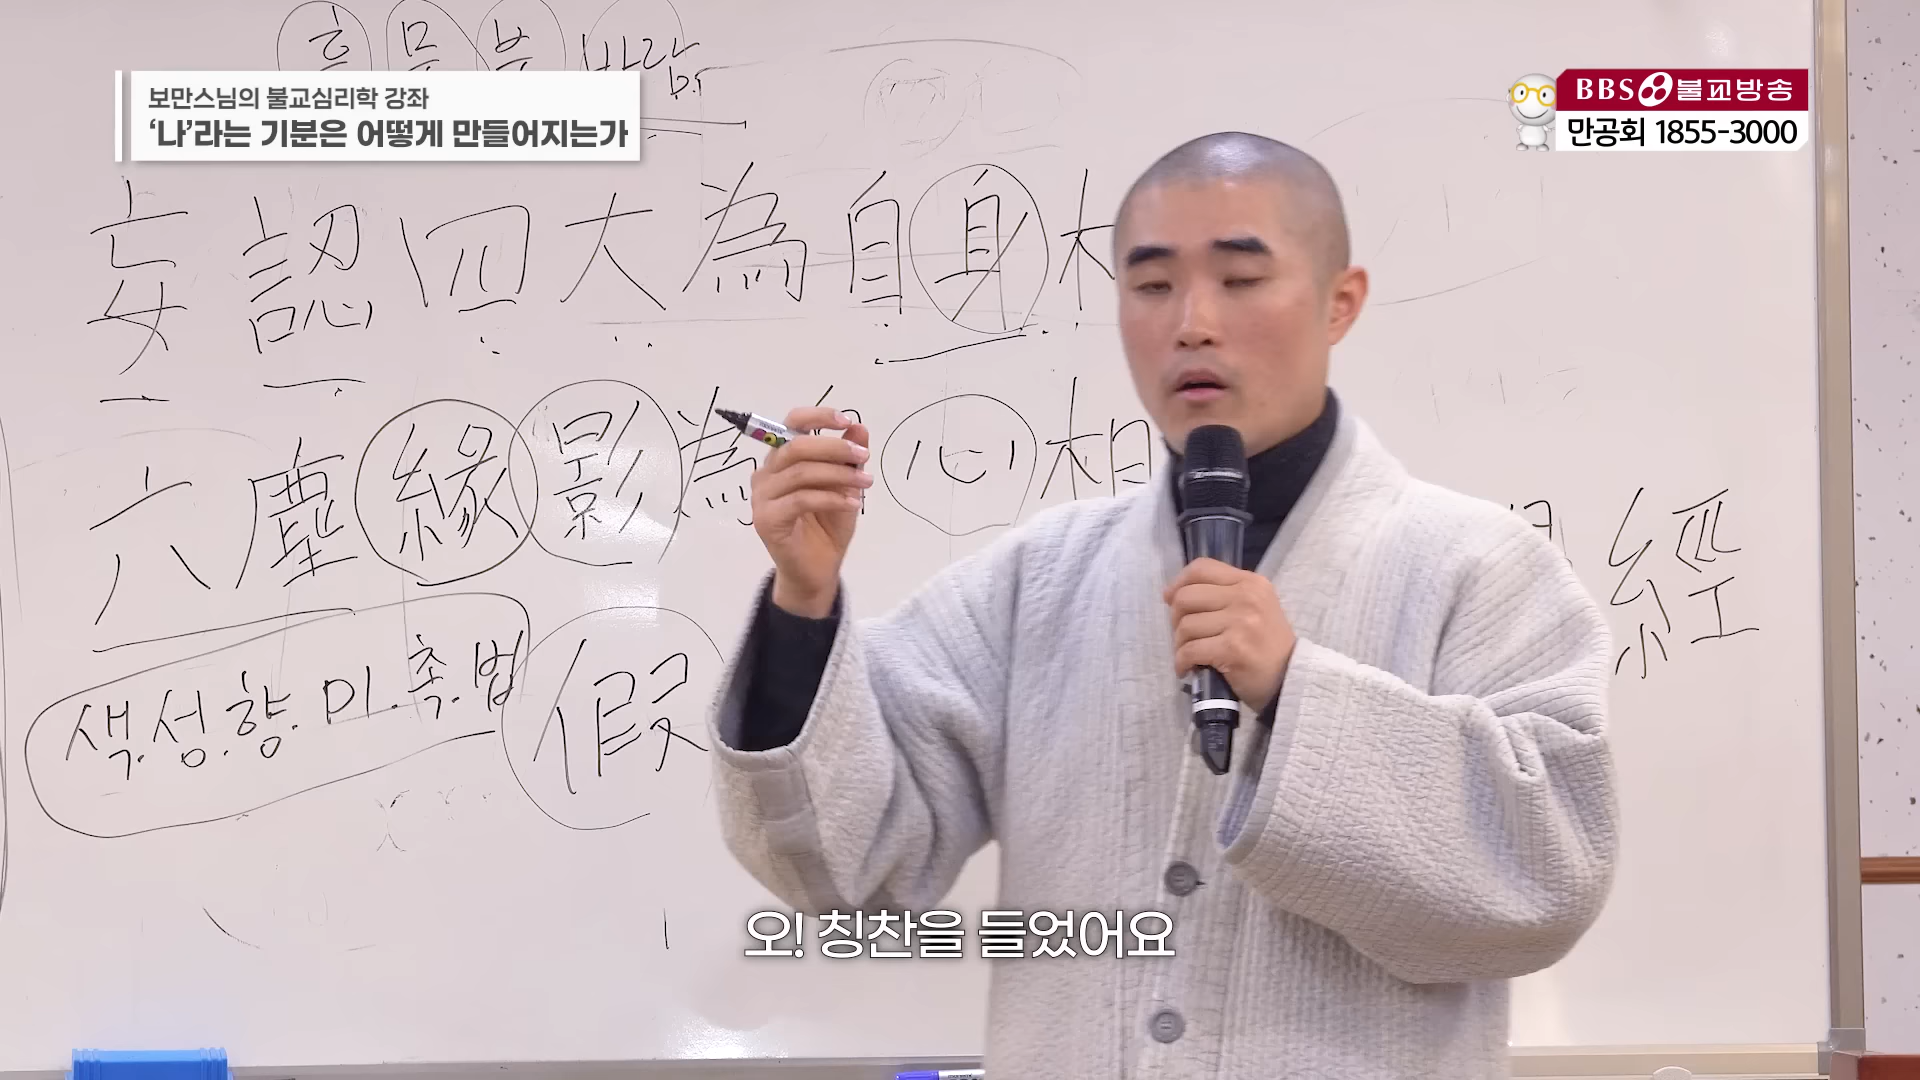 보만스님의 불교심리학 강좌
‘나’라는 기분은 어떻게 만들어지는가
BBS 불교방송
만공회 1855-3000
妄認四大為自身相
六塵緣影為自心相
經
색.성.향.미.촉.법
假
오! 칭찬을 들었어요